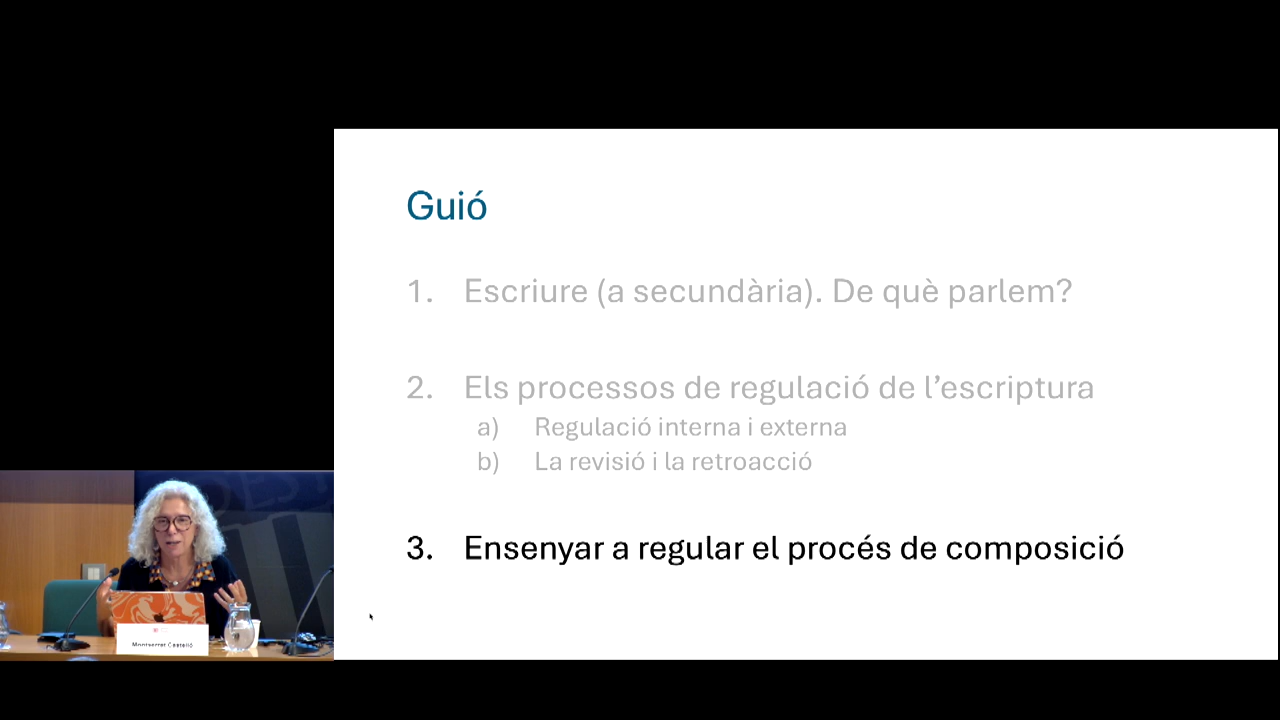 Guió
1. Escriure (a secundària). De què parlem?
2. Els processos de regulació de l’escriptura
a) Regulació interna i externa
b) La revisió i la retroacció
3. Ensenyar a regular el procés de composició
Montserrat Castelló